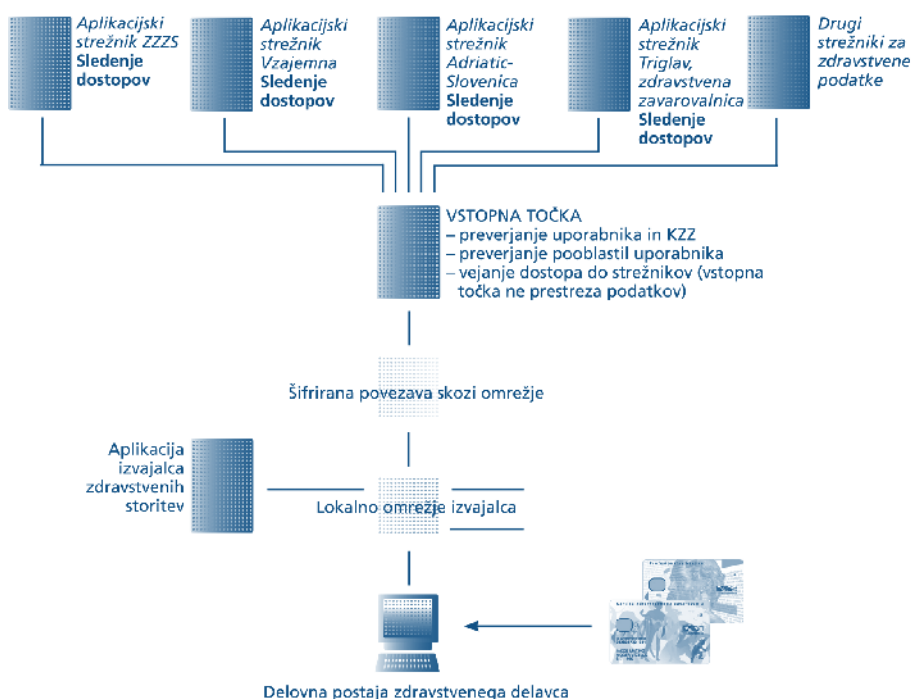 Aplikacijski
strežnik ZZZS
Sledenje
dostopov
Aplikacijski
strežnik
Vzajemna
Sledenje
dostopov
Aplikacijski
strežnik
Adriatic-
Slovenica
Sledenje
dostopov
Aplikacijski
strežnik
Triglav,
zdravstvena
zavarovalnica
Sledenje
dostopov
Drugi
strežniki za
zdravstvene
podatke
VSTOPNA TOČKA
– preverjanje uporabnika in KZZ
– preverjanje pooblastil uporabnika
– vejanje dostopa do strežnikov (vstopna
točka ne prestreza podatkov)
Šifrirana povezava skozi omrežje
Aplikacija
izvajalca
zdravstvenih
storitev
Lokalno omrežje izvajalca
Delovna postaja zdravstvenega delavca